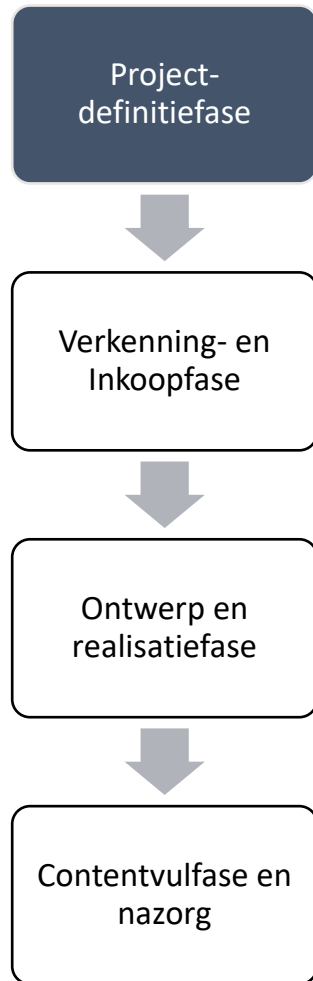 Project-
definitiefase
Verkenning- en
Inkoopfase
Ontwerp en
realisatiefase
Contentvulfase en
nazorg